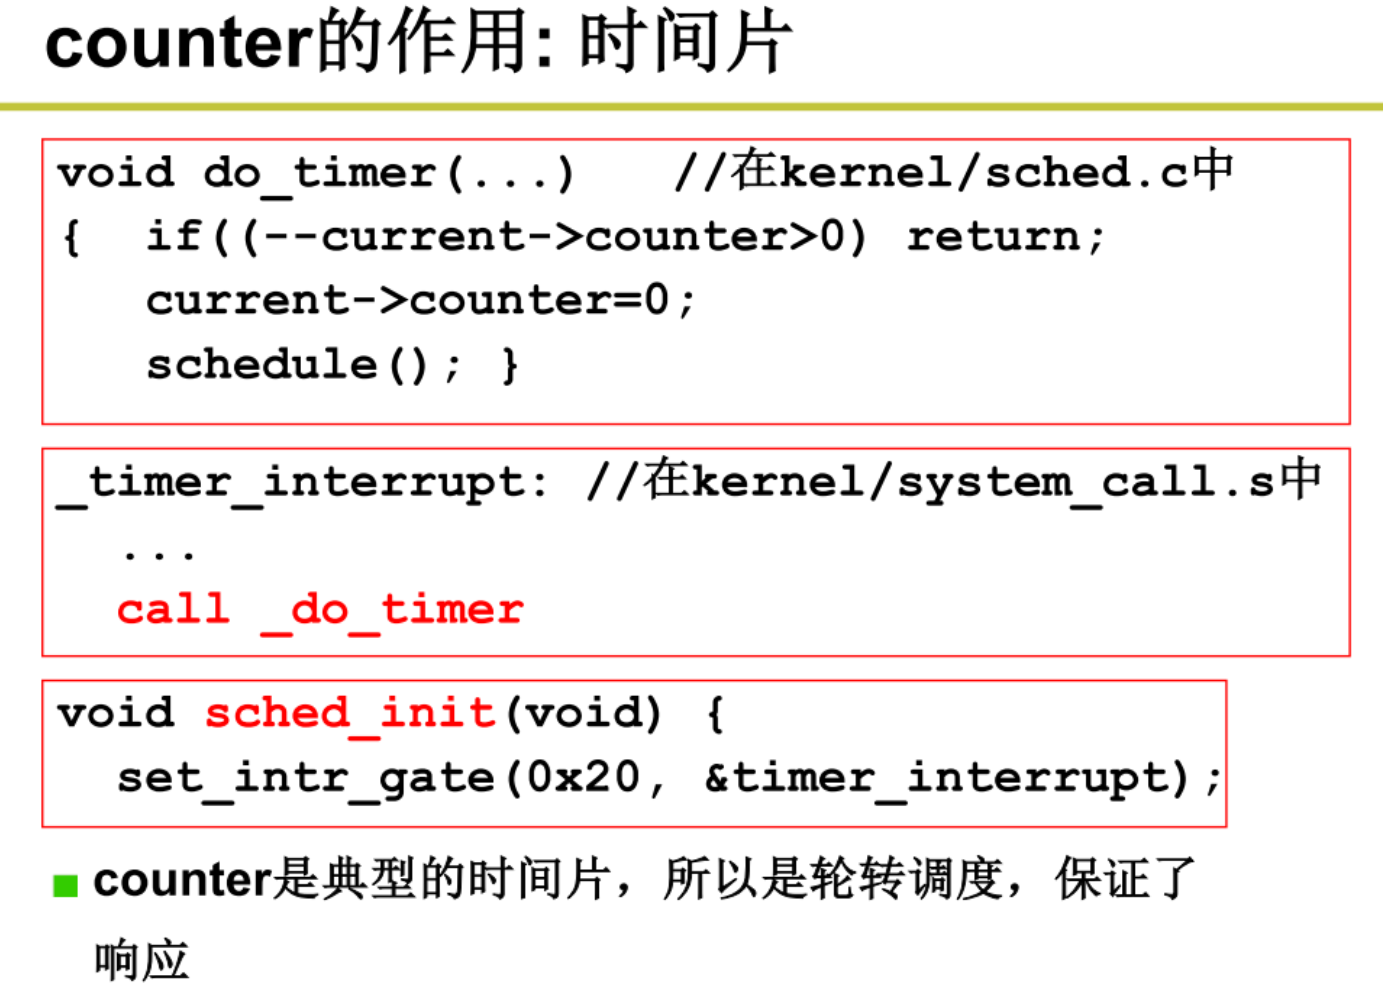 counter的作用: 时间片
void do_timer(...) //在kernel/sched.c中
{ if((--current->counter>0) return;
current->counter=0;
schedule(); }
_timer_interrupt: //在kernel/system_call.s中
...
call _do_timer
void sched_init(void) {
set_intr_gate(0x20, &timer_interrupt);
counter是典型的时间片，所以是轮转调度，保证了
响应